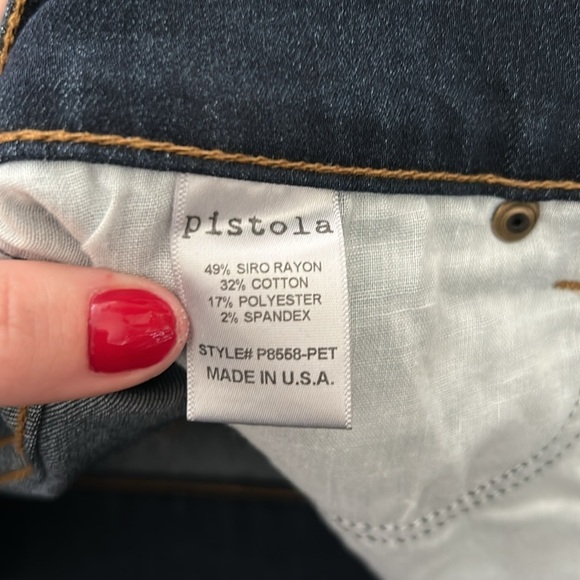 pistola
49% SIRO RAYON
32% COTTON
17% POLYESTER
2% SPANDEX
STYLE# P8558-PET
MADE IN U.S.A.